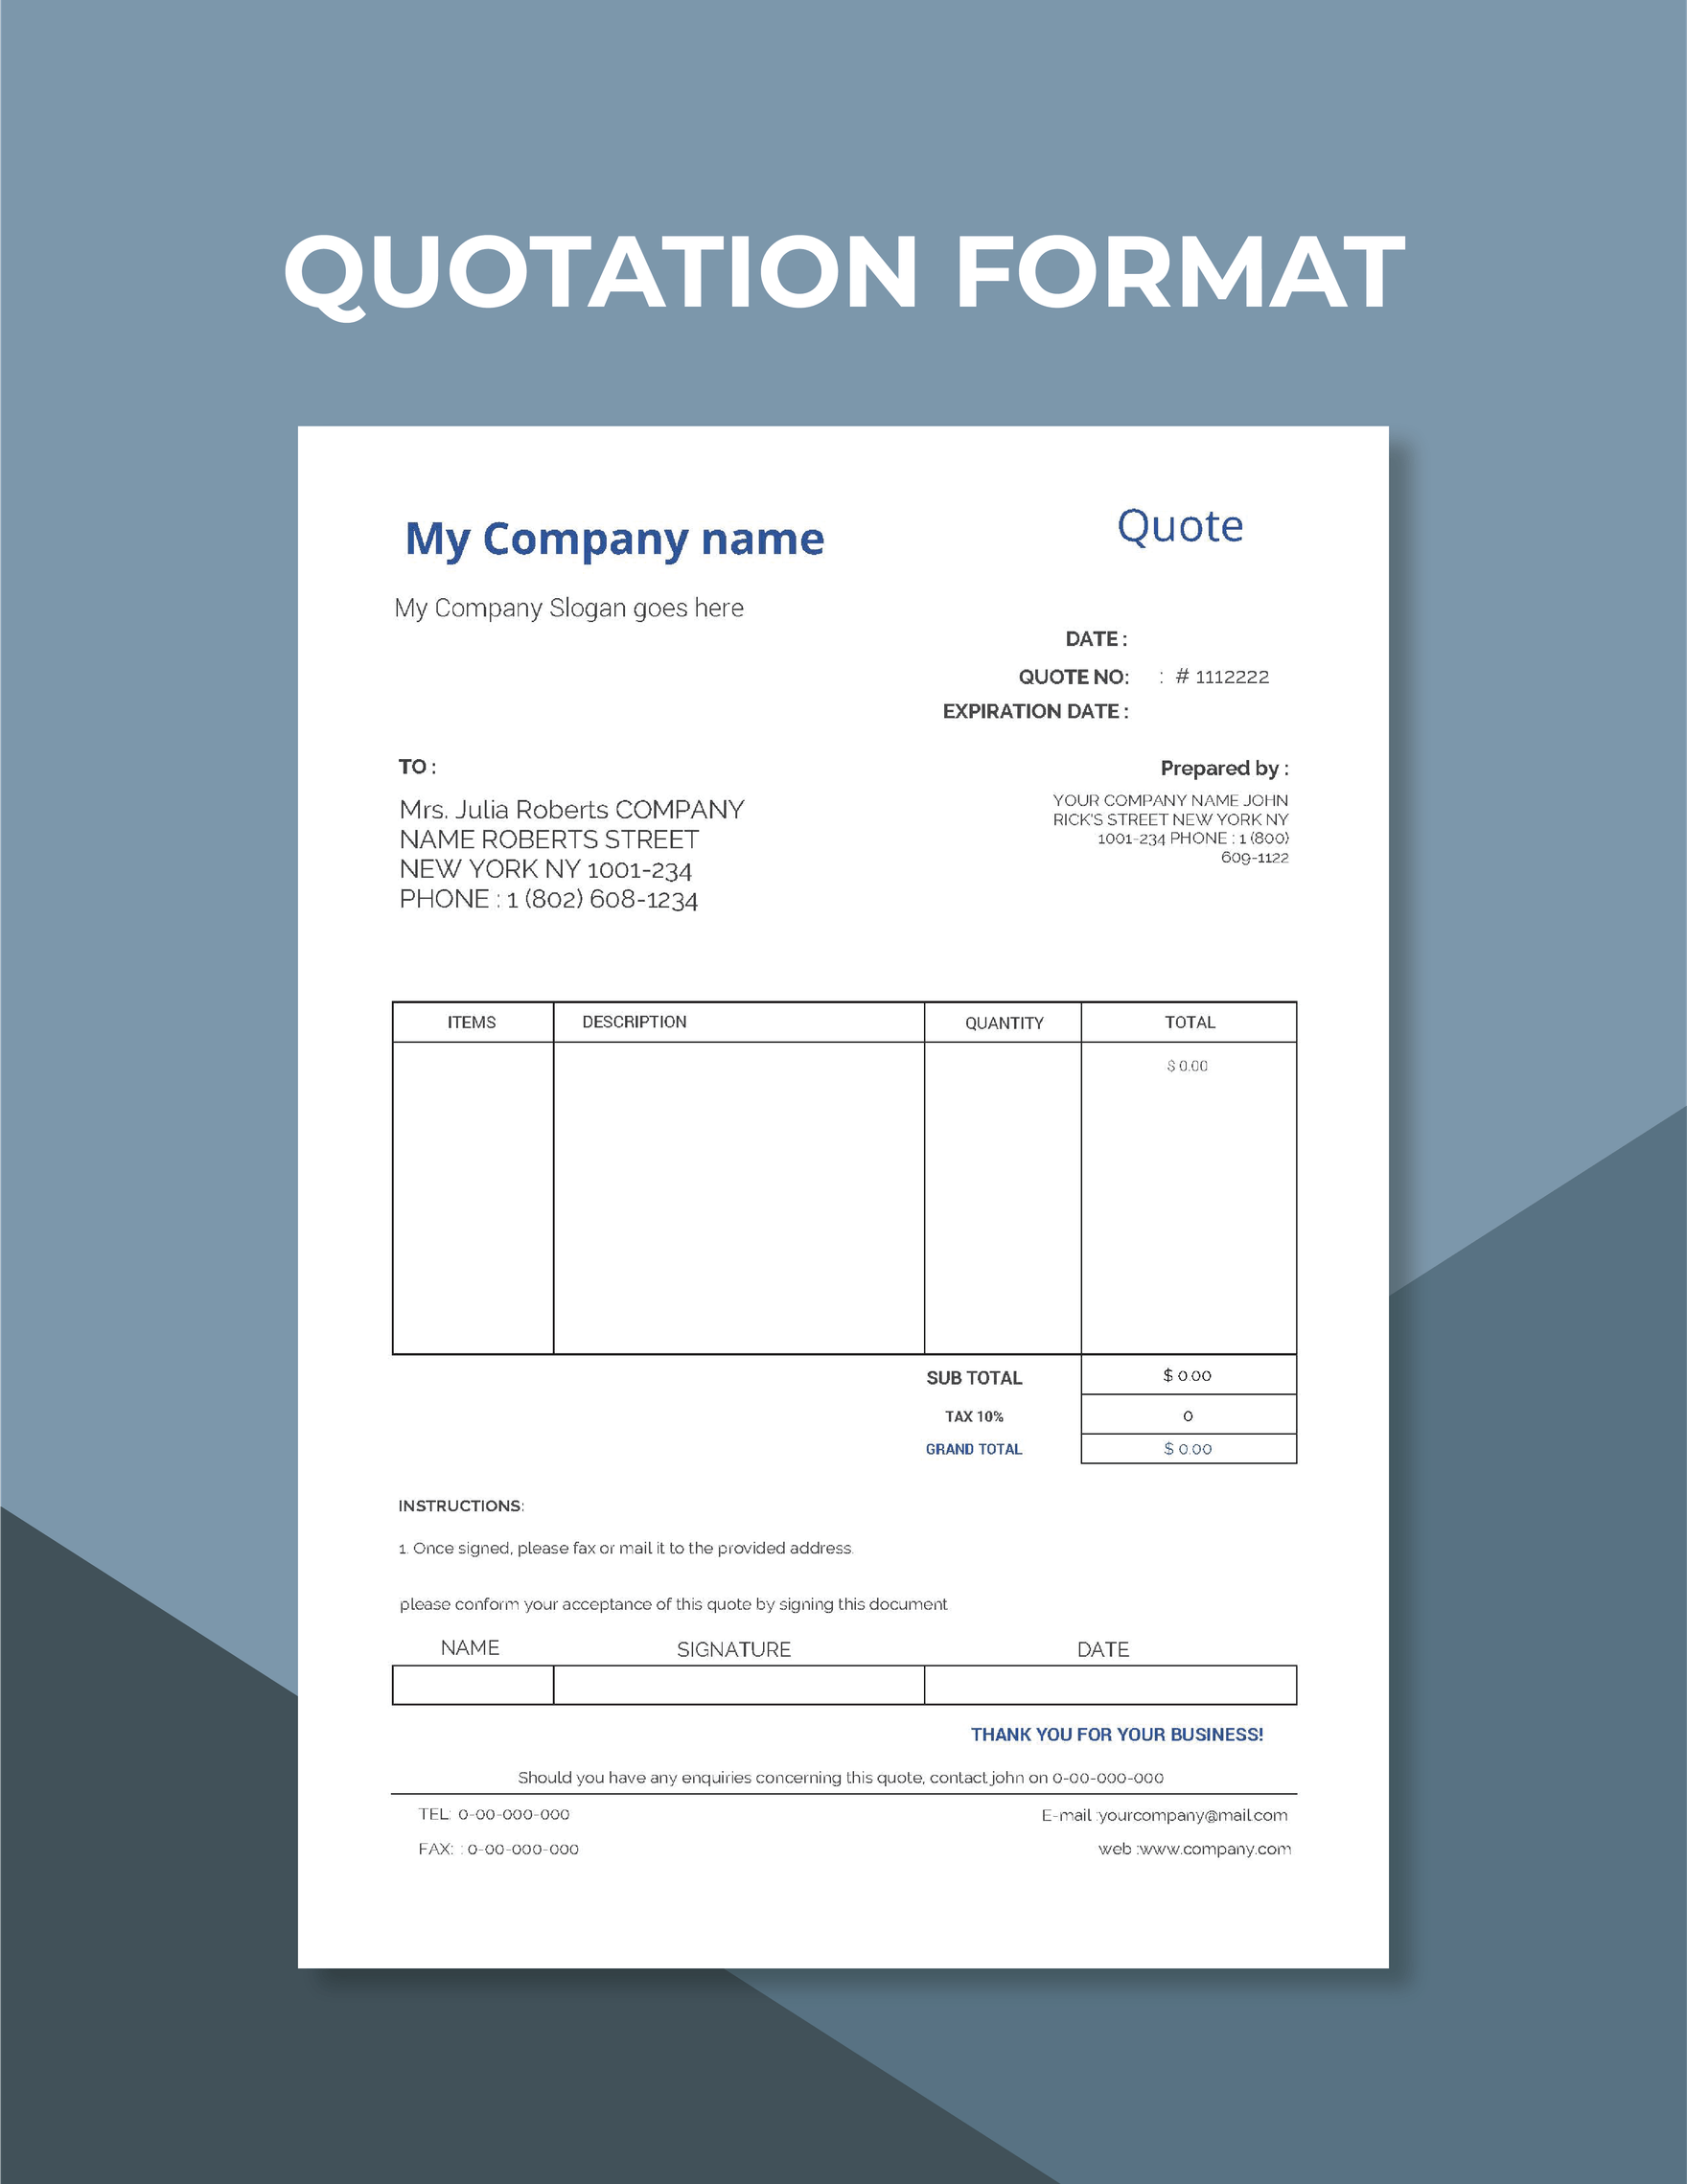 QUOTATION FORMAT
My Company name
Quote
My Company Slogan goes here
DATE :
QUOTE NO: : # 1112222
EXPIRATION DATE :
TO :
Mrs. Julia Roberts COMPANY
NAME ROBERTS STREET
NEW YORK NY 1001-234
PHONE : 1 (802) 608-1234
Prepared by :
YOUR COMPANY NAME JOHN
RICK'S STREET NEW YORK NY
1001-234 PHONE : 1 (800)
609-1122
ITEMS DESCRIPTION QUANTITY TOTAL
$ 0.00
SUB TOTAL $ 0.00
TAX 10% 0
GRAND TOTAL $ 0.00
INSTRUCTIONS:
1. Once signed, please fax or mail it to the provided address.
please conform your acceptance of this quote by signing this document
NAME SIGNATURE DATE
THANK YOU FOR YOUR BUSINESS!
Should you have any enquiries concerning this quote, contact john on 0-00-000-000
TEL: 0-00-000-000 E-mail :yourcompany@mail.com
FAX: : 0-00-000-000 web :www.company.com